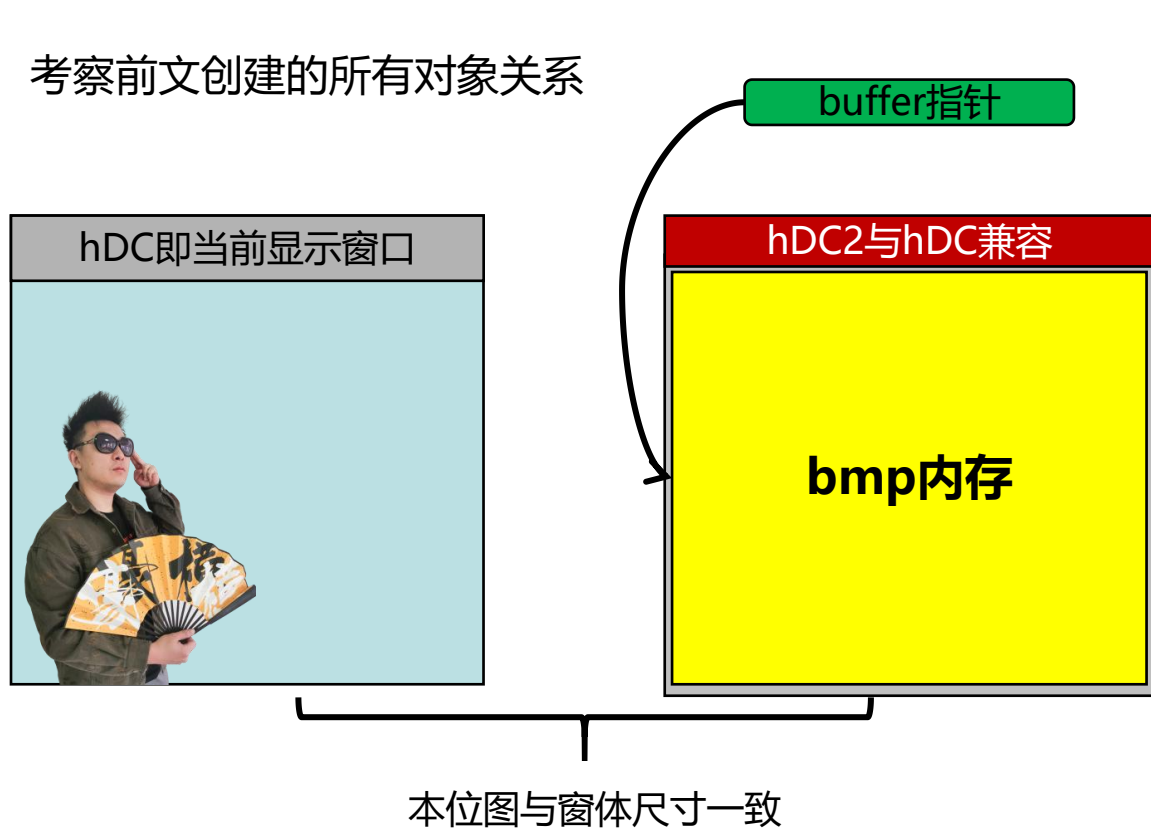 考察前文创建的所有对象关系
buffer指针
hDC即当前显示窗口
hDC2与hDC兼容
bmp内存
本位图与窗体尺寸一致